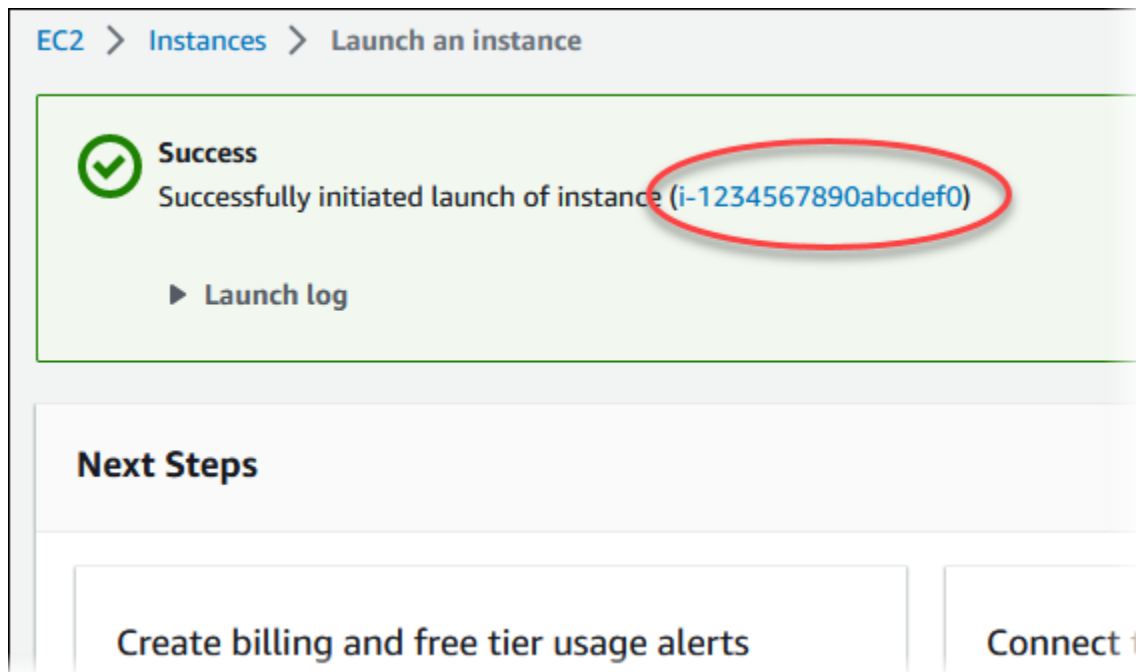 EC2 > Instances > Launch an instance
Success
Successfully initiated launch of instance (i-1234567890abcdef0)
Launch log
Next Steps
Create billing and free tier usage alerts
Connect